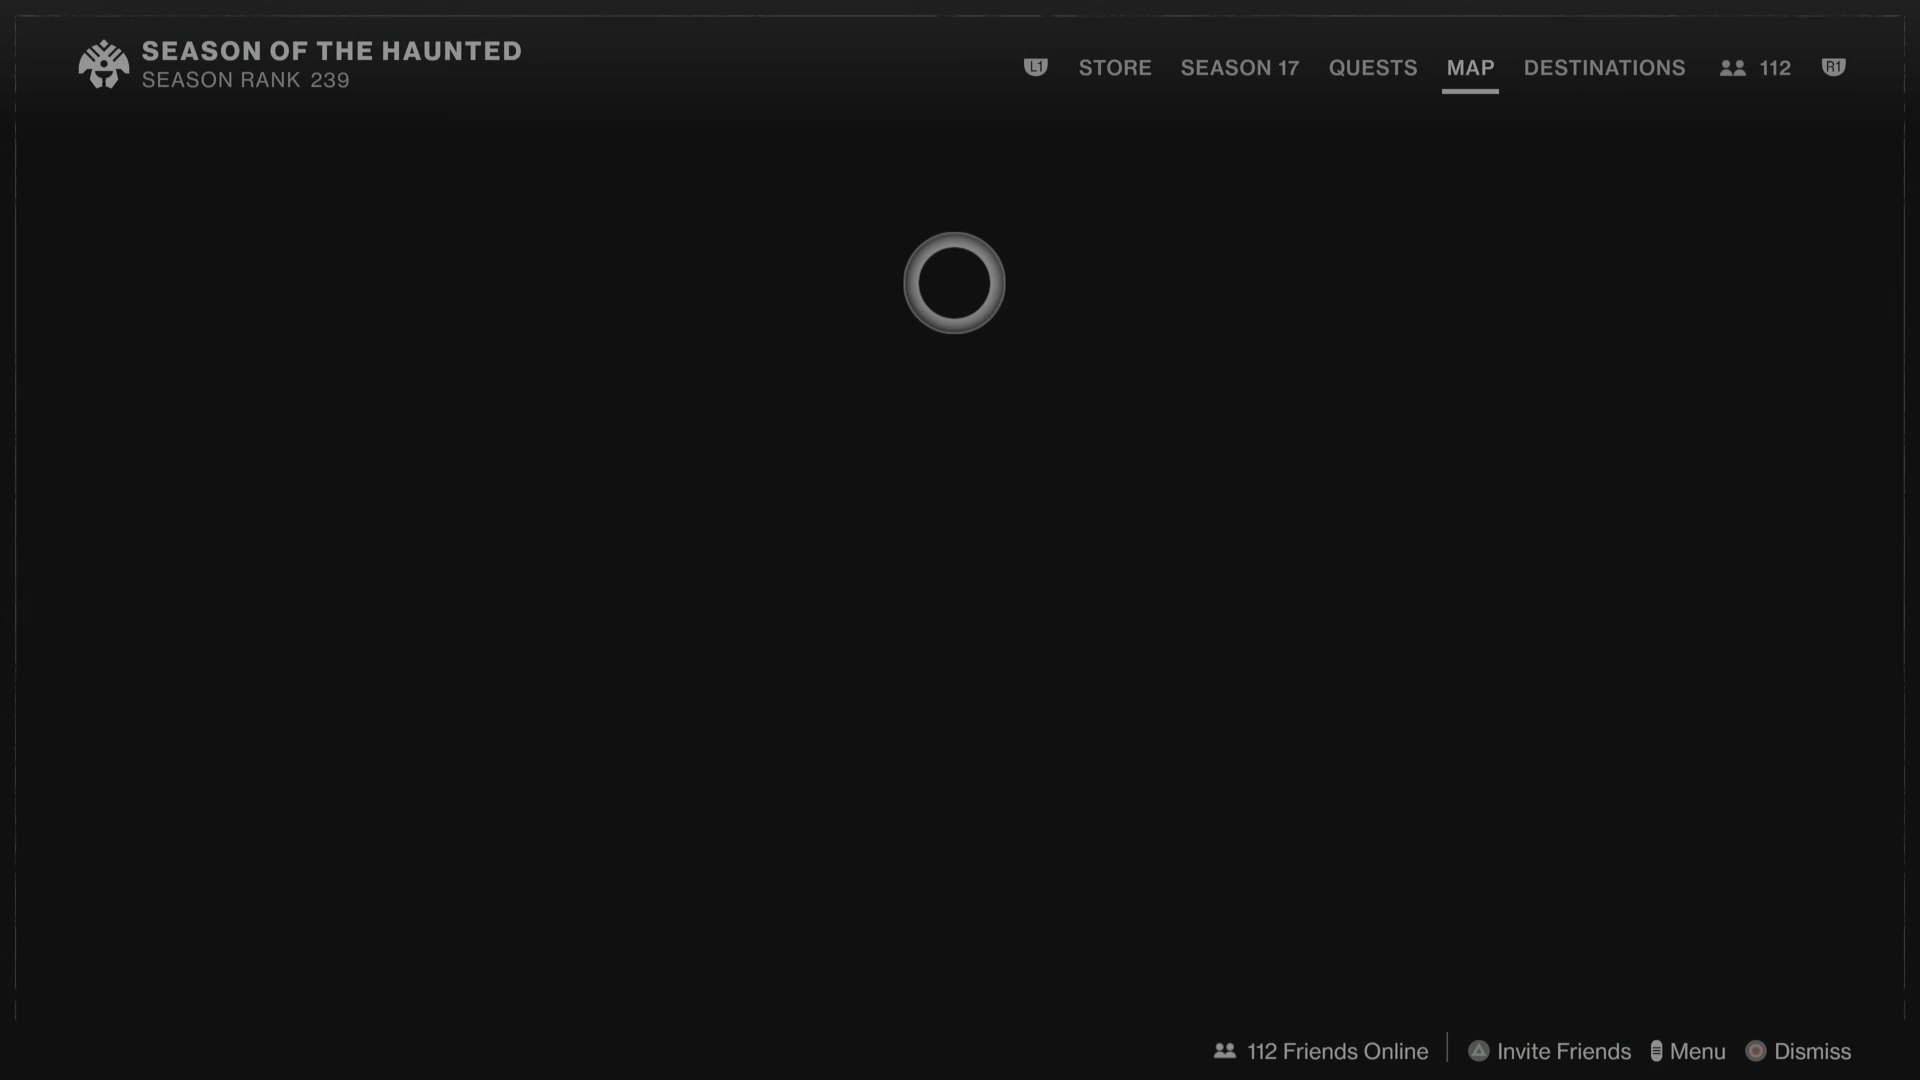 SEASON OF THE HAUNTED
SEASON RANK 239
L1 STORE SEASON 17 QUESTS MAP DESTINATIONS 112 R1
112 Friends Online Invite Friends Menu Dismiss